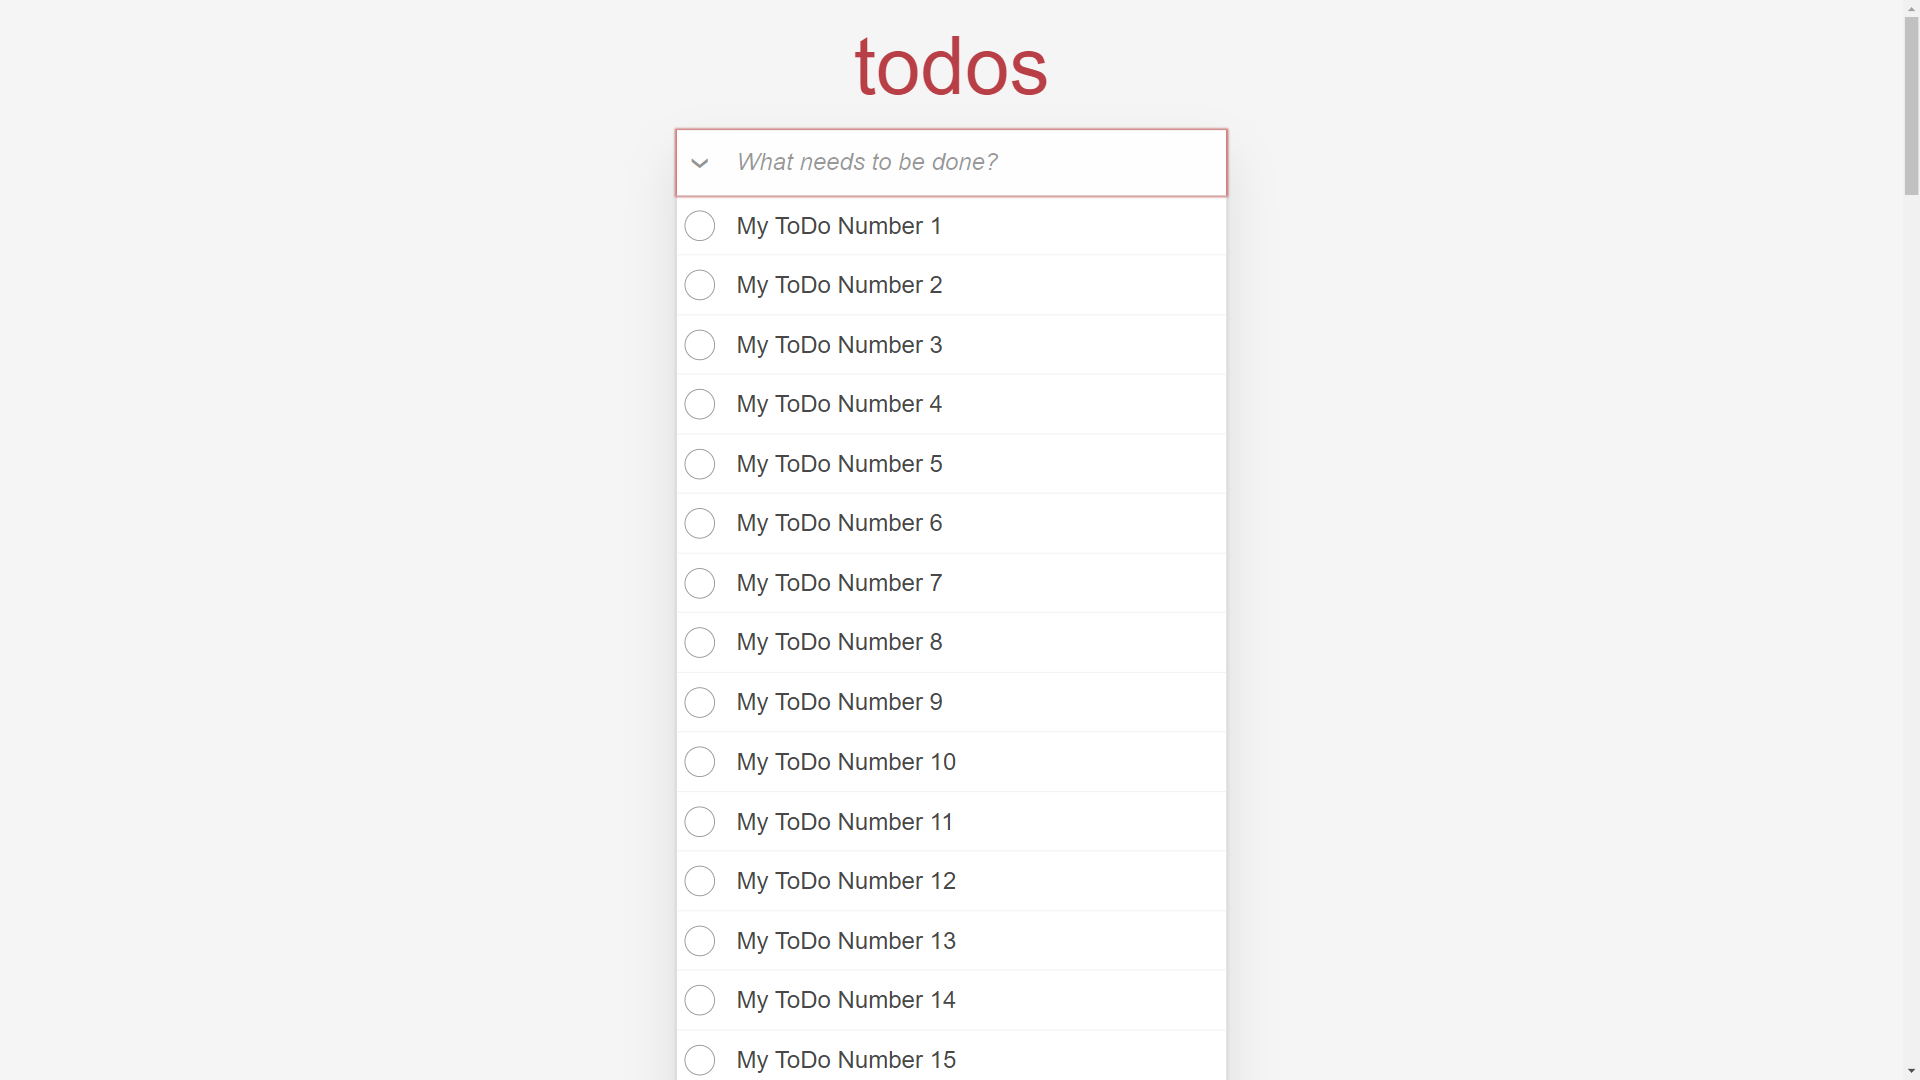 todos
What needs to be done?
My ToDo Number 1
My ToDo Number 2
My ToDo Number 3
My ToDo Number 4
My ToDo Number 5
My ToDo Number 6
My ToDo Number 7
My ToDo Number 8
My ToDo Number 9
My ToDo Number 10
My ToDo Number 11
My ToDo Number 12
My ToDo Number 13
My ToDo Number 14
My ToDo Number 15